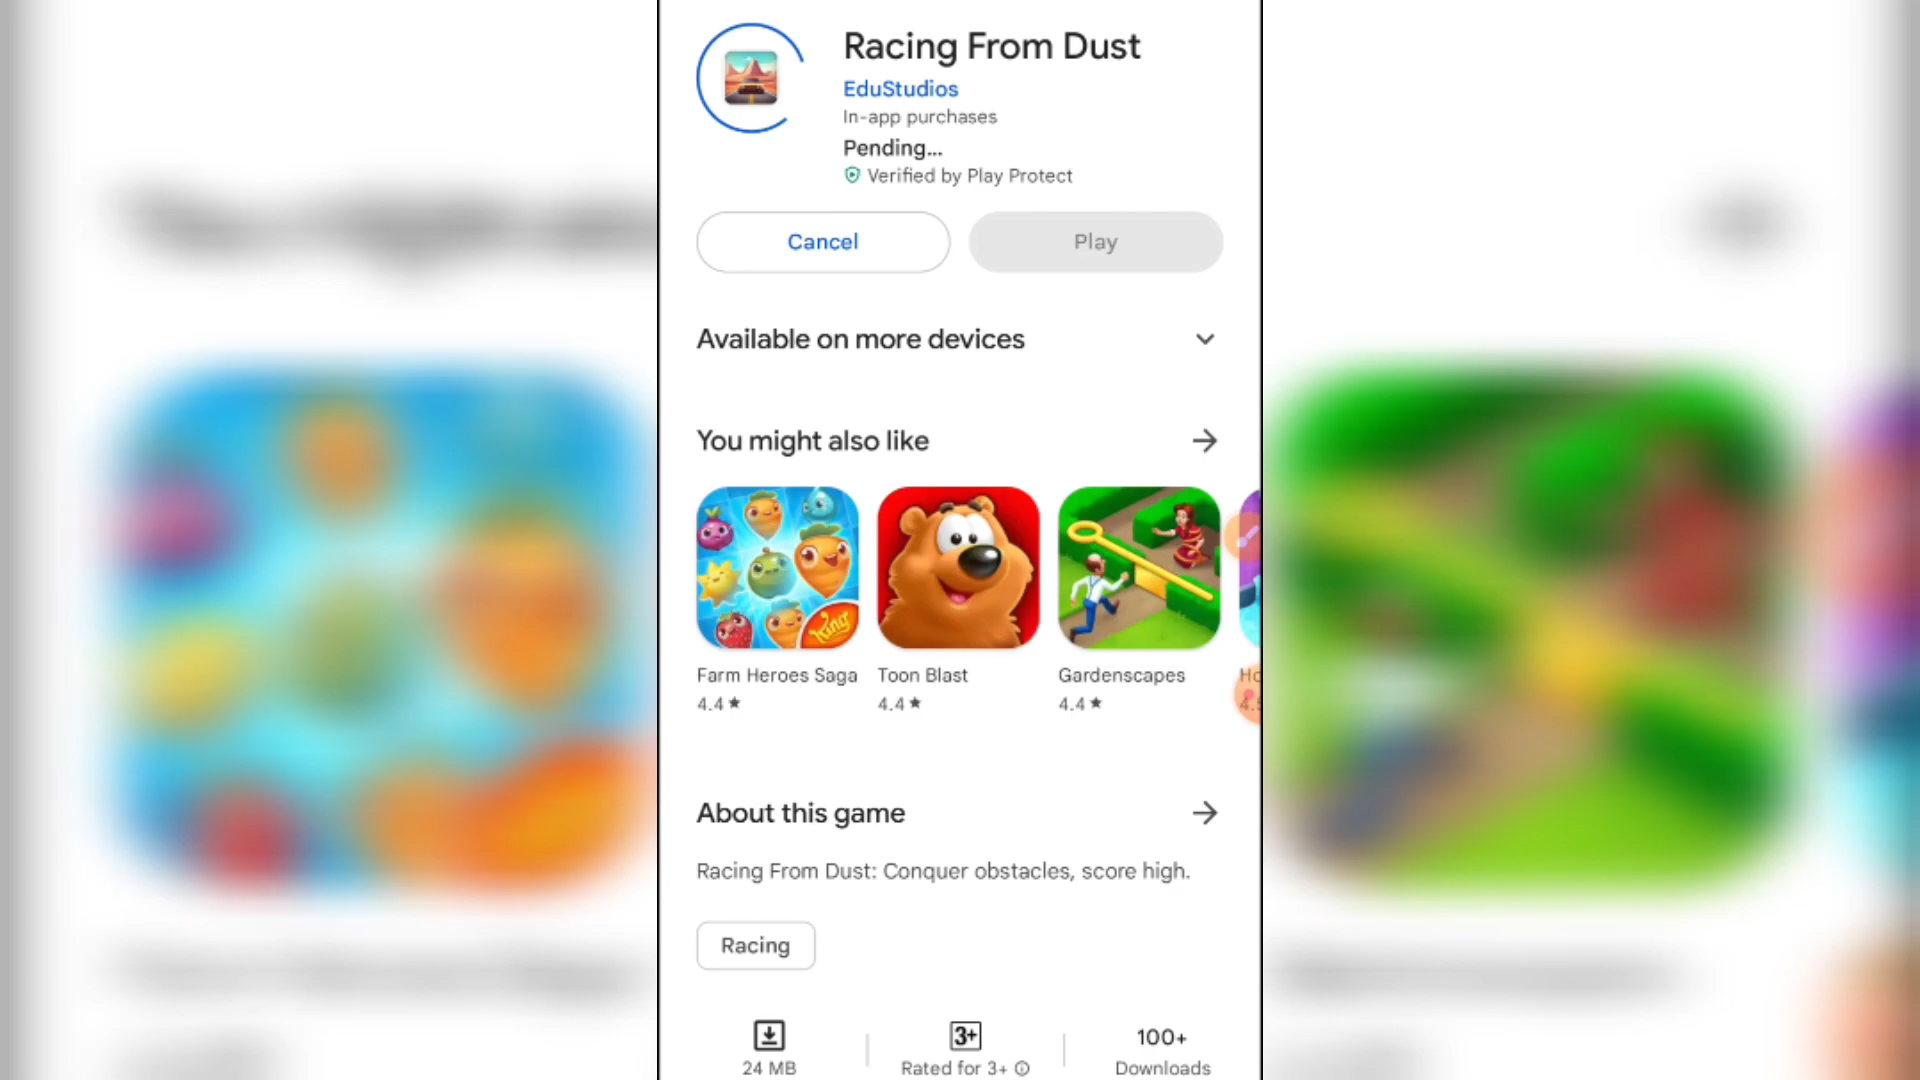 Racing From Dust
EduStudios
In-app purchases
Pending...
Verified by Play Protect
Cancel
Play
Available on more devices
You might also like
king
Farm Heroes Saga
Toon Blast
Gardenscapes
Ho
4.4★
4.4★
4.4★
About this game
Racing From Dust: Conquer obstacles, score high.
Racing
3+
100+
24 MB
Rated for 3+
Downloads